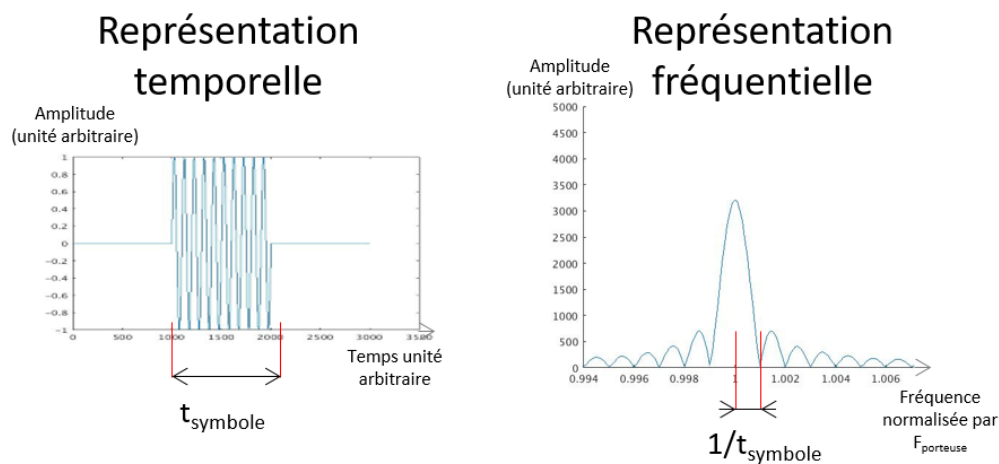 Représentation
temporelle
Amplitude
(unité arbitraire)
1
0.8
0.6
0.4
0.2
0
−0.2
−0.4
−0.6
−0.8
−1
0 500 1000 1500 2000 2500 3000 3500
Temps unité
arbitraire
tsymbole
Représentation
fréquentielle
Amplitude
(unité arbitraire)
5000
4500
4000
3500
3000
2500
2000
1500
1000
500
0
0.994 0.996 0.998 1 1.002 1.004 1.006
Fréquence
normalisée par
Fporteuse
1/tsymbole